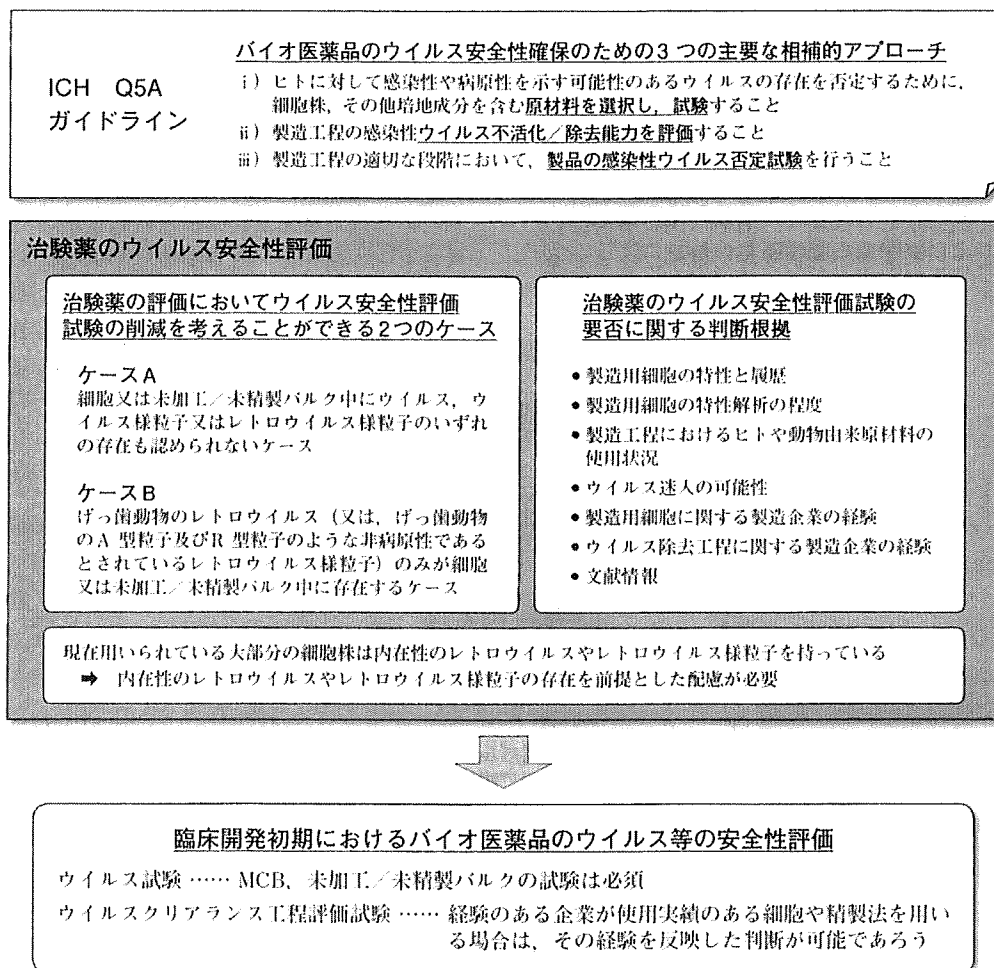 ICH Q5A
ガイドライン
バイオ医薬品のウイルス安全性確保のための3つの主要な相補的アプローチ
i）ヒトに対して感染性や病原性を示す可能性のあるウイルスの存在を否定するために，
細胞株，その他培地成分を含む原材料を選択し，試験すること
ii）製造工程の感染性ウイルス不活化／除去能力を評価すること
iii）製造工程の適切な段階において，製品の感染性ウイルス否定試験を行うこと
治験薬のウイルス安全性評価
治験薬の評価においてウイルス安全性評価
試験の削減を考えることができる2つのケース
ケースA
細胞又は未加工／未精製バルク中にウイルス，ウ
イルス様粒子又はレトロウイルス様粒子のいずれ
の存在も認められないケース
ケースB
げっ歯動物のレトロウイルス（又は，げっ歯動物
のA 型粒子及びR 型粒子のような非病原性である
とされているレトロウイルス様粒子）のみが細胞
又は未加工／未精製バルク中に存在するケース
治験薬のウイルス安全性評価試験の
要否に関する判断根拠
●製造用細胞の特性と履歴
●製造用細胞の特性解析の程度
●製造工程におけるヒトや動物由来原材料の
使用状況
●ウイルス迷入の可能性
●製造用細胞に関する製造企業の経験
●ウイルス除去工程に関する製造企業の経験
●文献情報
現在用いられている大部分の細胞株は内在性のレトロウイルスやレトロウイルス様粒子を持っている
➡ 内在性のレトロウイルスやレトロウイルス様粒子の存在を前提とした配慮が必要
臨床開発初期におけるバイオ医薬品のウイルス等の安全性評価
ウイルス試験 …… MCB，未加工／未精製バルクの試験は必須
ウイルスクリアランス工程評価試験 …… 経験のある企業が使用実績のある細胞や精製法を用い
る場合は，その経験を反映した判断が可能であろう